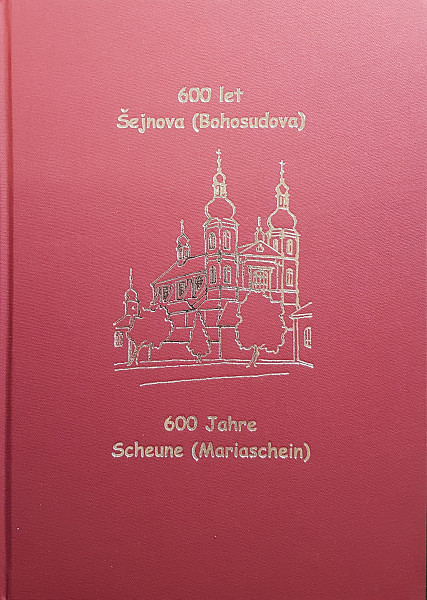 600 let
Šejnova (Bohosudova)
600 Jahre
Scheune (Mariaschein)